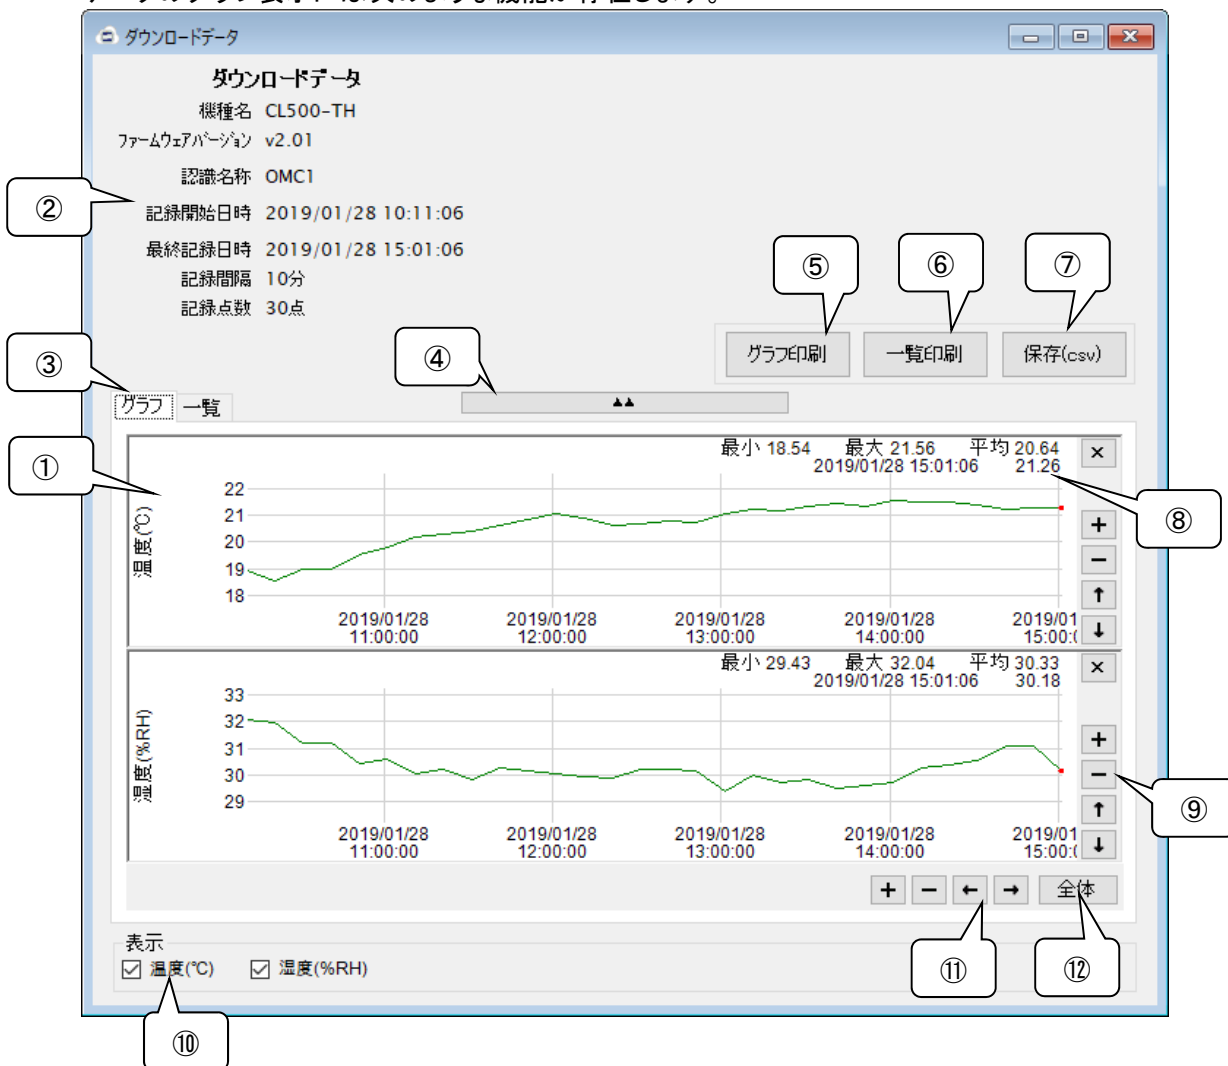 データのグラフ表示には次のような機能が存在します。
ダウンロードデータ
ダウンロードデータ
機種名 CL500-TH
ファームウェアバージョン v2.01
認識名称 OMC1
② 記録開始日時 2019/01/28 10:11:06
最終記録日時 2019/01/28 15:01:06
記録間隔 10分
記録点数 30点
⑤ ⑥ ⑦
グラフ印刷 一覧印刷 保存(csv)
③ ④
グラフ 一覧 ▲▲
①
最小 18.54 最大 21.56 平均 20.64 ×
2019/01/28 15:01:06 21.26
⑧
温度(℃)
22
21
20
19
18
+
−
↑
↓
2019/01/28 2019/01/28 2019/01/28 2019/01/28 2019/01
11:00:00 12:00:00 13:00:00 14:00:00 15:00:(
最小 29.43 最大 32.04 平均 30.33 ×
2019/01/28 15:01:06 30.18
湿度(%RH)
33
32
31
30
29
+
−
↑
↓
⑨
2019/01/28 2019/01/28 2019/01/28 2019/01/28 2019/01
11:00:00 12:00:00 13:00:00 14:00:00 15:00:(
+ − ← → 全体
⑪ ⑫
表示
温度(℃) 湿度(%RH)
⑩